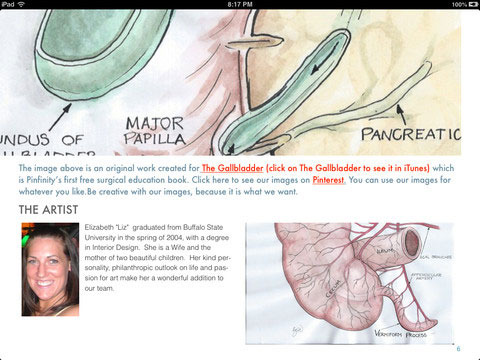 iPad
8:17 PM
100%
UNDUS OF
MAJOR
PAPILLA
PANCREATIC
The image above is an original work created for The Gallbladder (click on The Gallbladder to see it in iTunes) which
is Pinfinity's first free surgical education book. Click here to see our images on Pinterest. You can use our images for
whatever you like.Be creative with our images, because it is what we want.
THE ARTIST
Elizabeth "Liz" graduated from Buffalo State
University in the spring of 2004, with a degree
in Interior Design. She is a Wife and the
mother of two beautiful children. Her kind per-
sonality, philanthropic outlook on life and pas-
sion for art make her a wonderful addition to
our team.
ILEUM
CECUM
VERMIFORM PROCESS
6